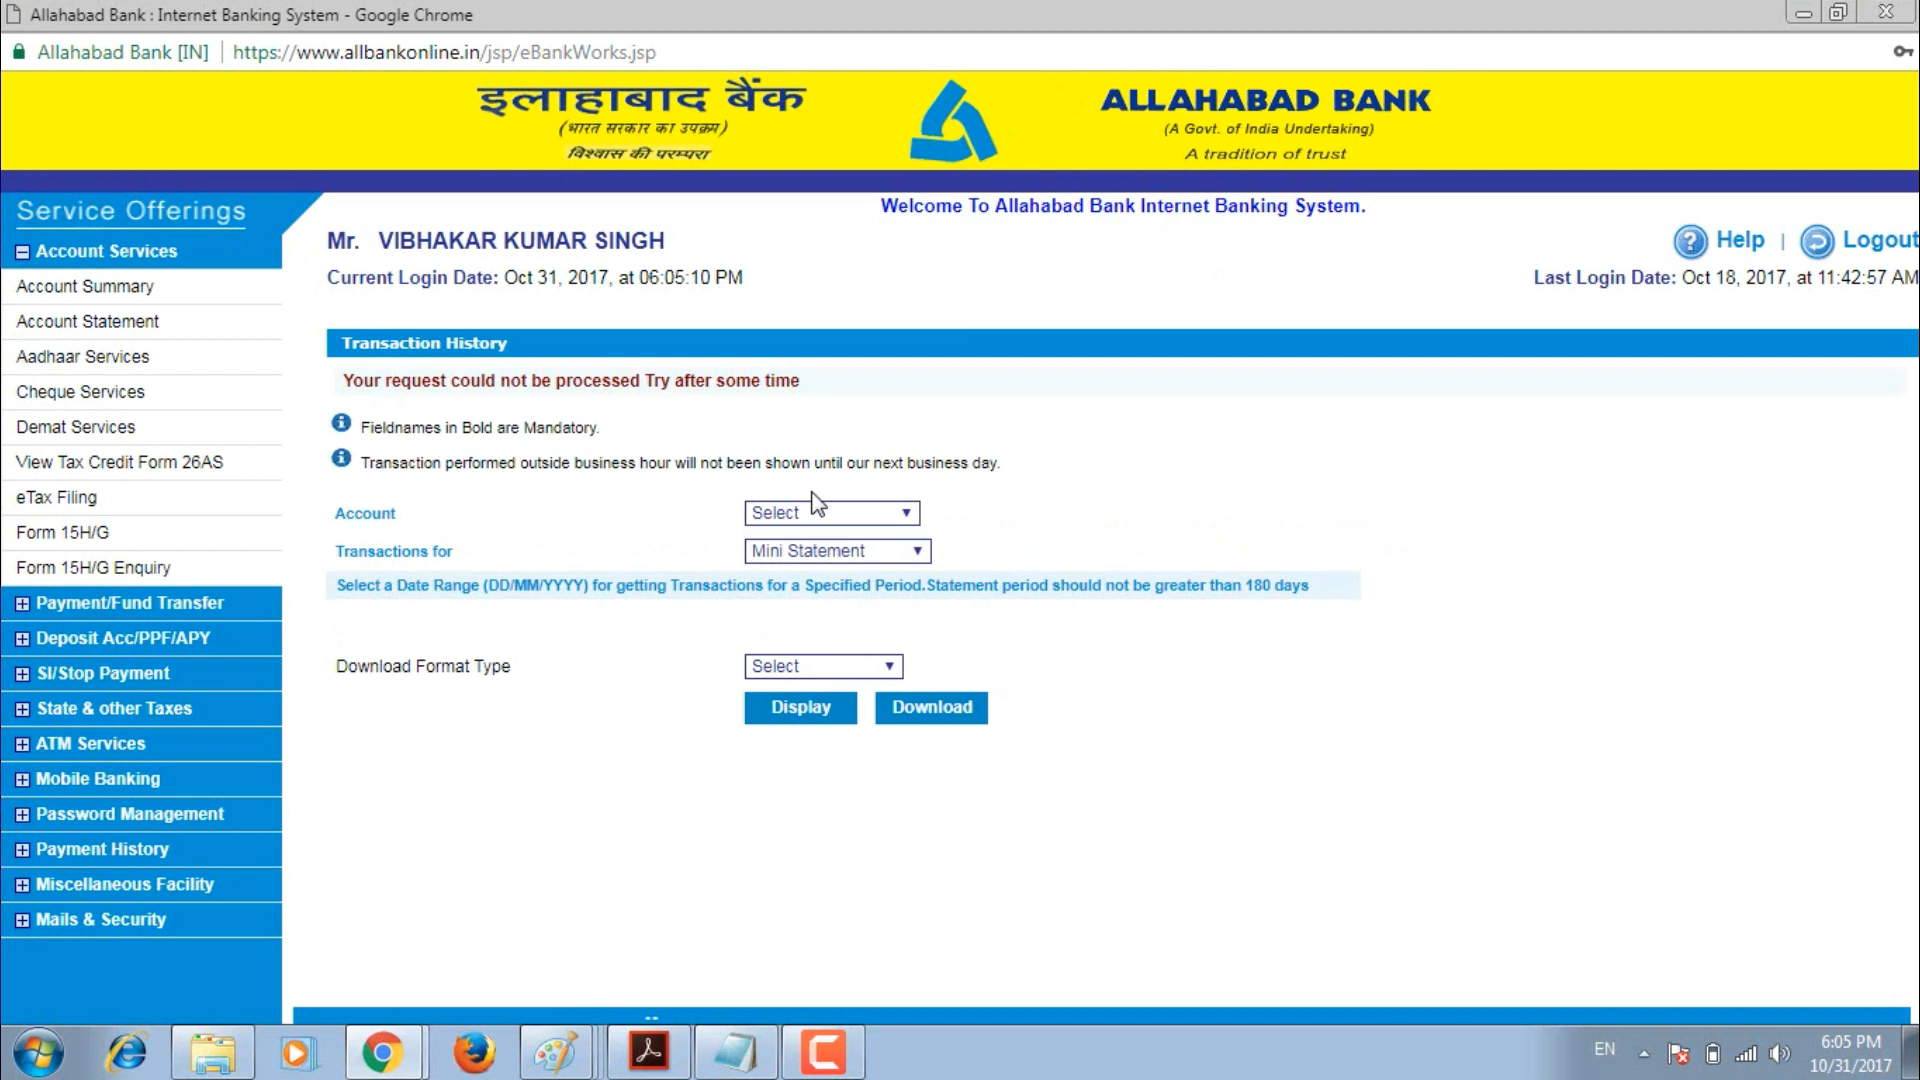 Allahabad Bank : Internet Banking System - Google Chrome
Allahabad Bank [IN] https://www.allbankonline.in/jsp/eBankWorks.jsp
इलाहाबाद बैंक
(भारत सरकार का उपक्रम)
विश्वास की परम्परा
ALLAHABAD BANK
(A Govt. of India Undertaking)
A tradition of trust
Service Offerings
Account Services
Account Summary
Account Statement
Aadhaar Services
Cheque Services
Demat Services
View Tax Credit Form 26AS
eTax Filing
Form 15H/G
Form 15H/G Enquiry
Payment/Fund Transfer
Deposit Acc/PPF/APY
SI/Stop Payment
State & other Taxes
ATM Services
Mobile Banking
Password Management
Payment History
Miscellaneous Facility
Mails & Security
Welcome To Allahabad Bank Internet Banking System.
Mr. VIBHAKAR KUMAR SINGH
Help | Logout
Current Login Date: Oct 31, 2017, at 06:05:10 PM
Last Login Date: Oct 18, 2017, at 11:42:57 AM
Transaction History
Your request could not be processed Try after some time
Fieldnames in Bold are Mandatory.
Transaction performed outside business hour will not been shown until our next business day.
Account Select
Transactions for Mini Statement
Select a Date Range (DD/MM/YYYY) for getting Transactions for a Specified Period.Statement period should not be greater than 180 days
Download Format Type Select
Display Download
EN
6:05 PM
10/31/2017